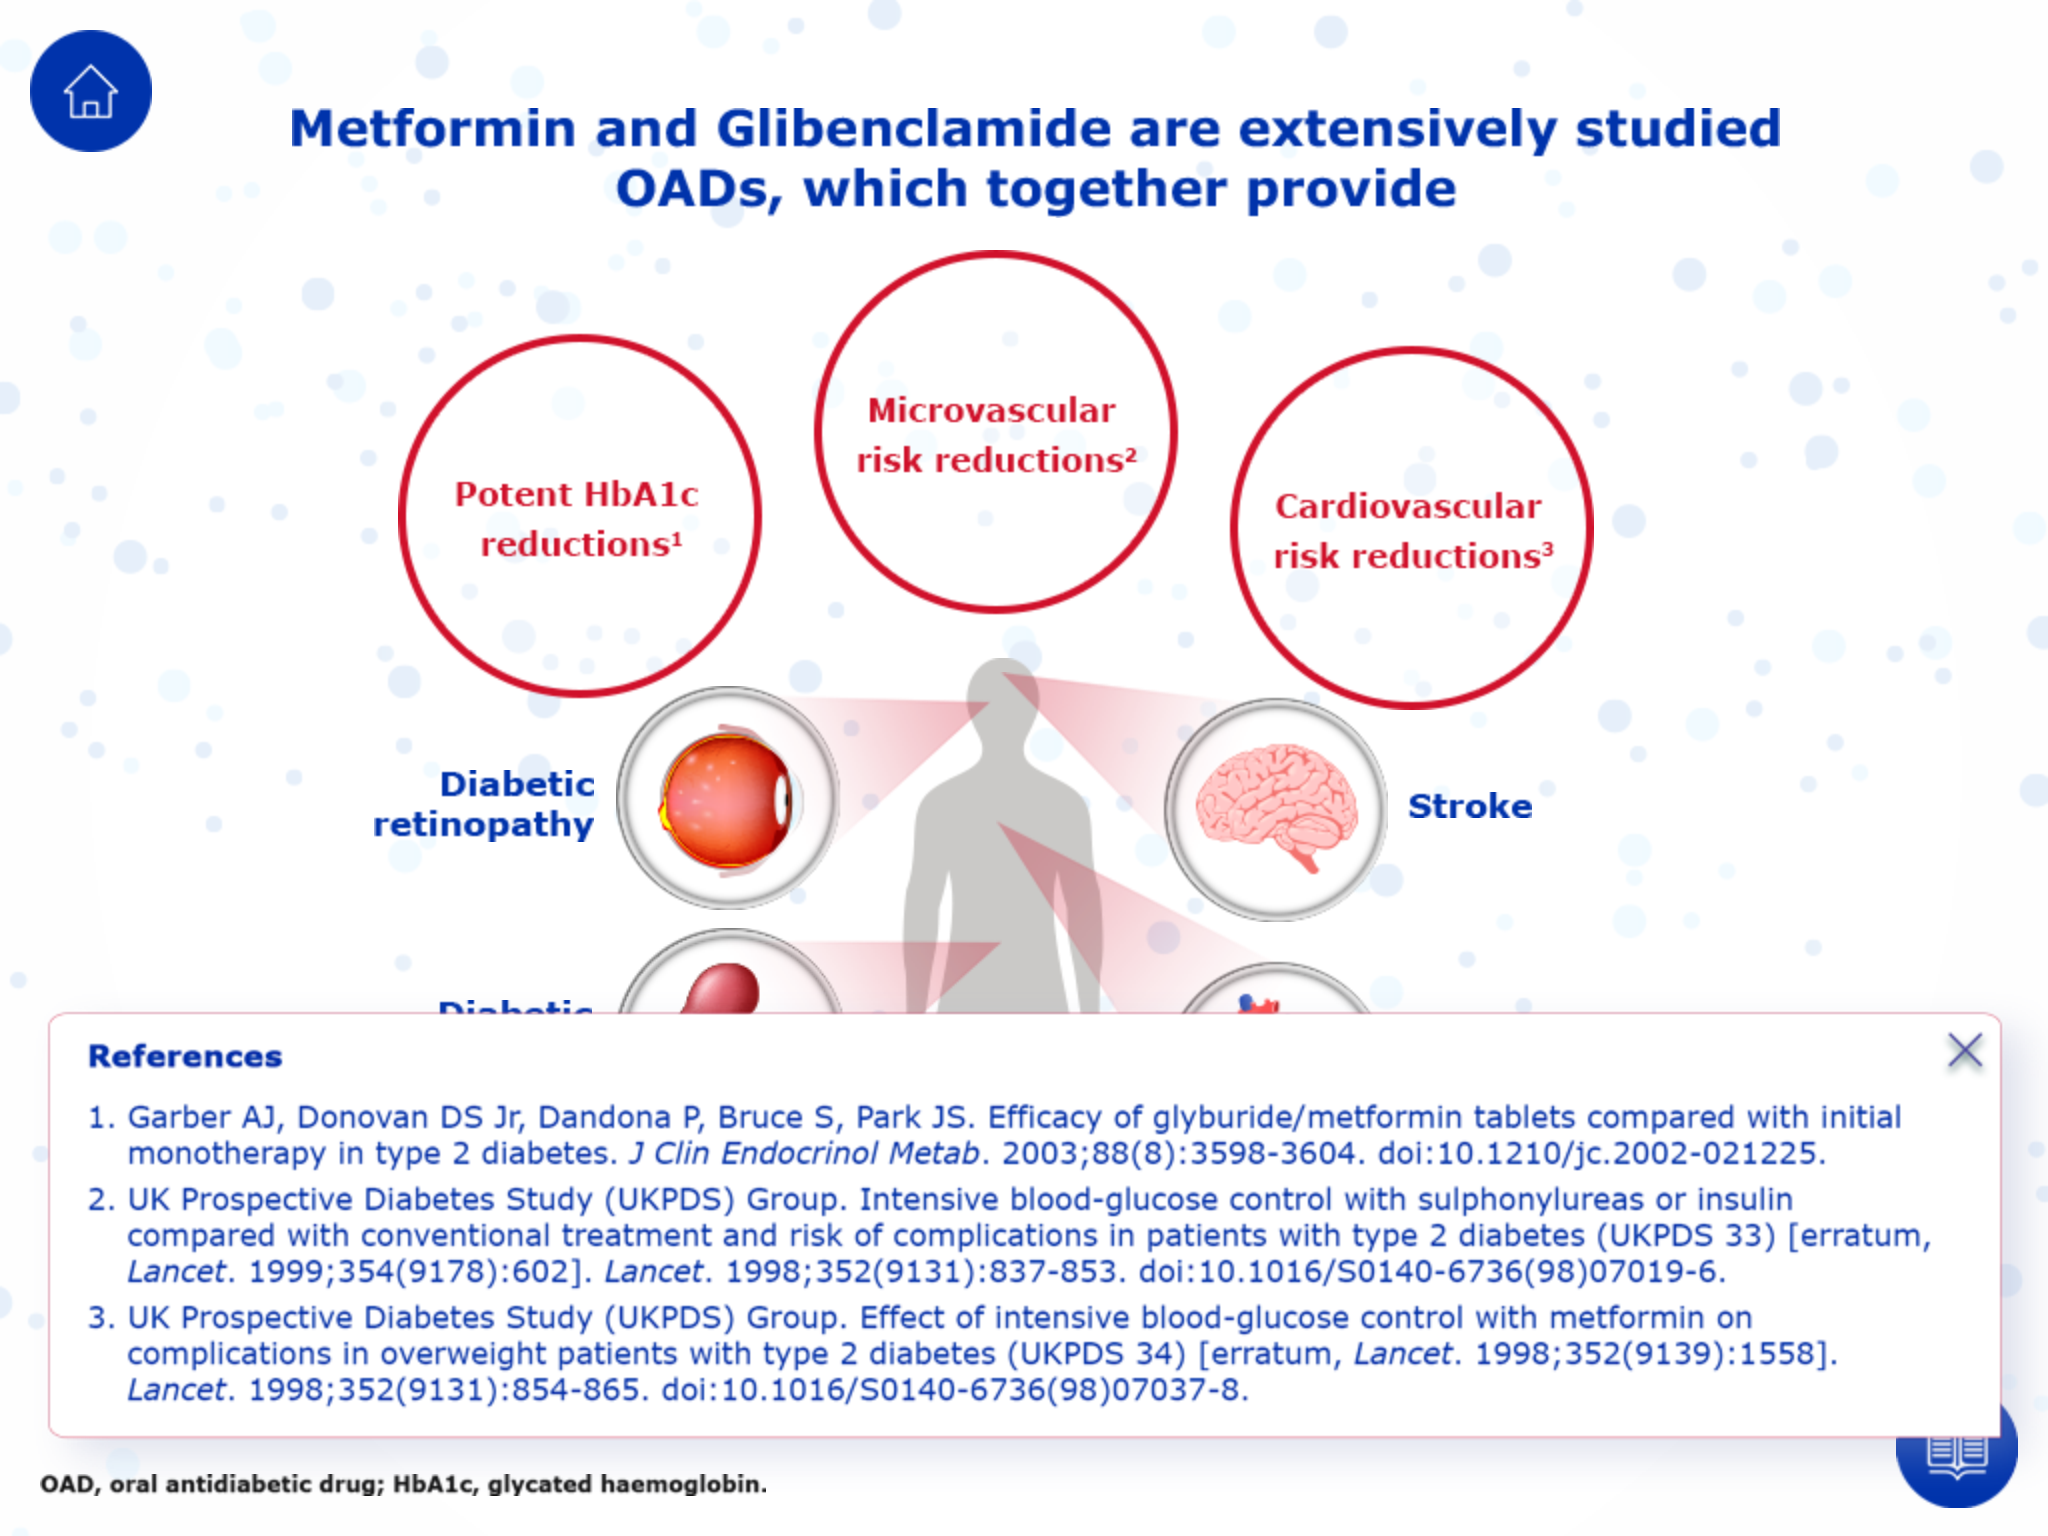 Metformin and Glibenclamide are extensively studied
OADs, which together provide
Microvascular
risk reductions²
Potent HbA1c
reductions¹
Cardiovascular
risk reductions³
Diabetic
retinopathy
Stroke
Diabetic
References
1. Garber AJ, Donovan DS Jr, Dandona P, Bruce S, Park JS. Efficacy of glyburide/metformin tablets compared with initial
monotherapy in type 2 diabetes. J Clin Endocrinol Metab. 2003;88(8):3598-3604. doi:10.1210/jc.2002-021225.
2. UK Prospective Diabetes Study (UKPDS) Group. Intensive blood-glucose control with sulphonylureas or insulin
compared with conventional treatment and risk of complications in patients with type 2 diabetes (UKPDS 33) [erratum,
Lancet. 1999;354(9178):602]. Lancet. 1998;352(9131):837-853. doi:10.1016/S0140-6736(98)07019-6.
3. UK Prospective Diabetes Study (UKPDS) Group. Effect of intensive blood-glucose control with metformin on
complications in overweight patients with type 2 diabetes (UKPDS 34) [erratum, Lancet. 1998;352(9139):1558].
Lancet. 1998;352(9131):854-865. doi:10.1016/S0140-6736(98)07037-8.
OAD, oral antidiabetic drug; HbA1c, glycated haemoglobin.